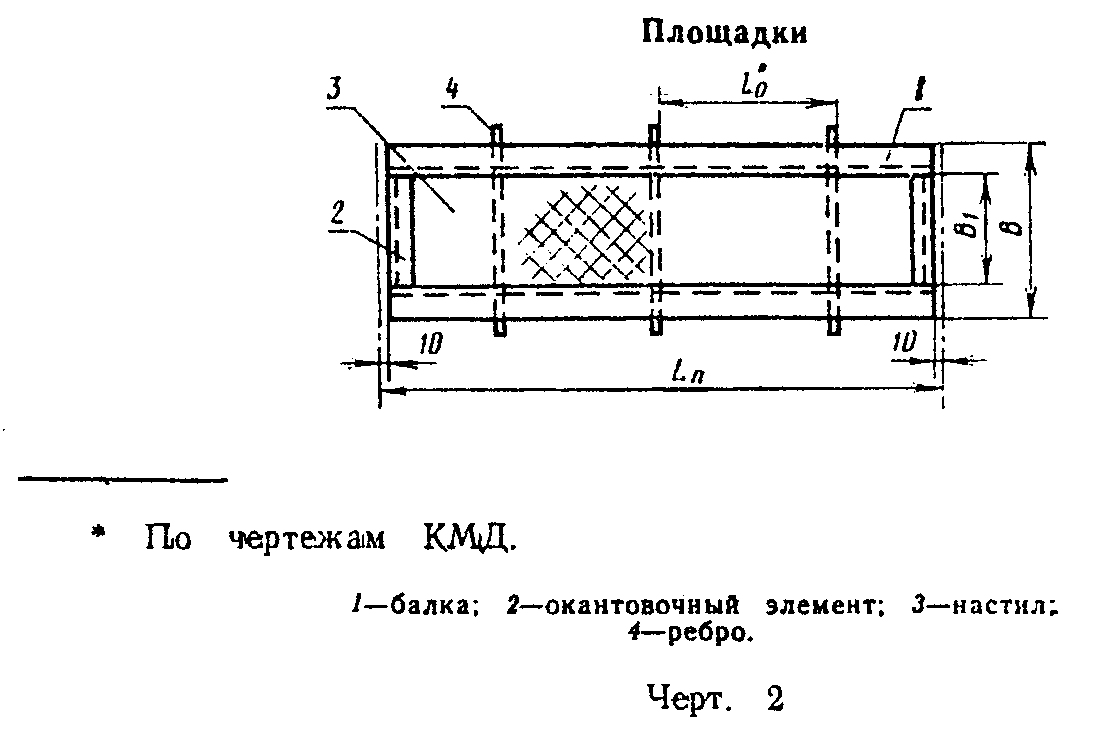 Площадки
3
4
l₀*
1
2
B₁
B
10
10
Lп
* По чертежам КМД.
1—балка; 2—окантовочный элемент; 3—настил;
4—ребро.
Черт. 2